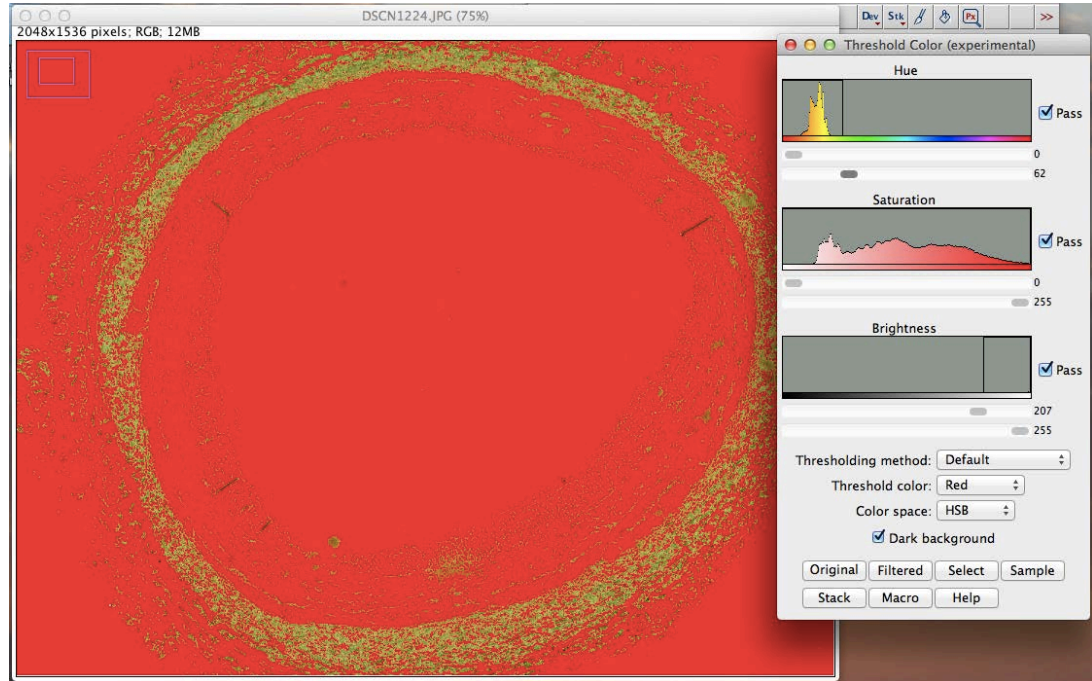 DSCN1224.JPG (75%)
2048x1536 pixels; RGB; 12MB
Dev Stk Px >>
Threshold Color (experimental)
Hue
Pass
0
62
Saturation
Pass
0
255
Brightness
Pass
207
255
Thresholding method: Default
Threshold color: Red
Color space: HSB
Dark background
Original Filtered Select Sample
Stack Macro Help